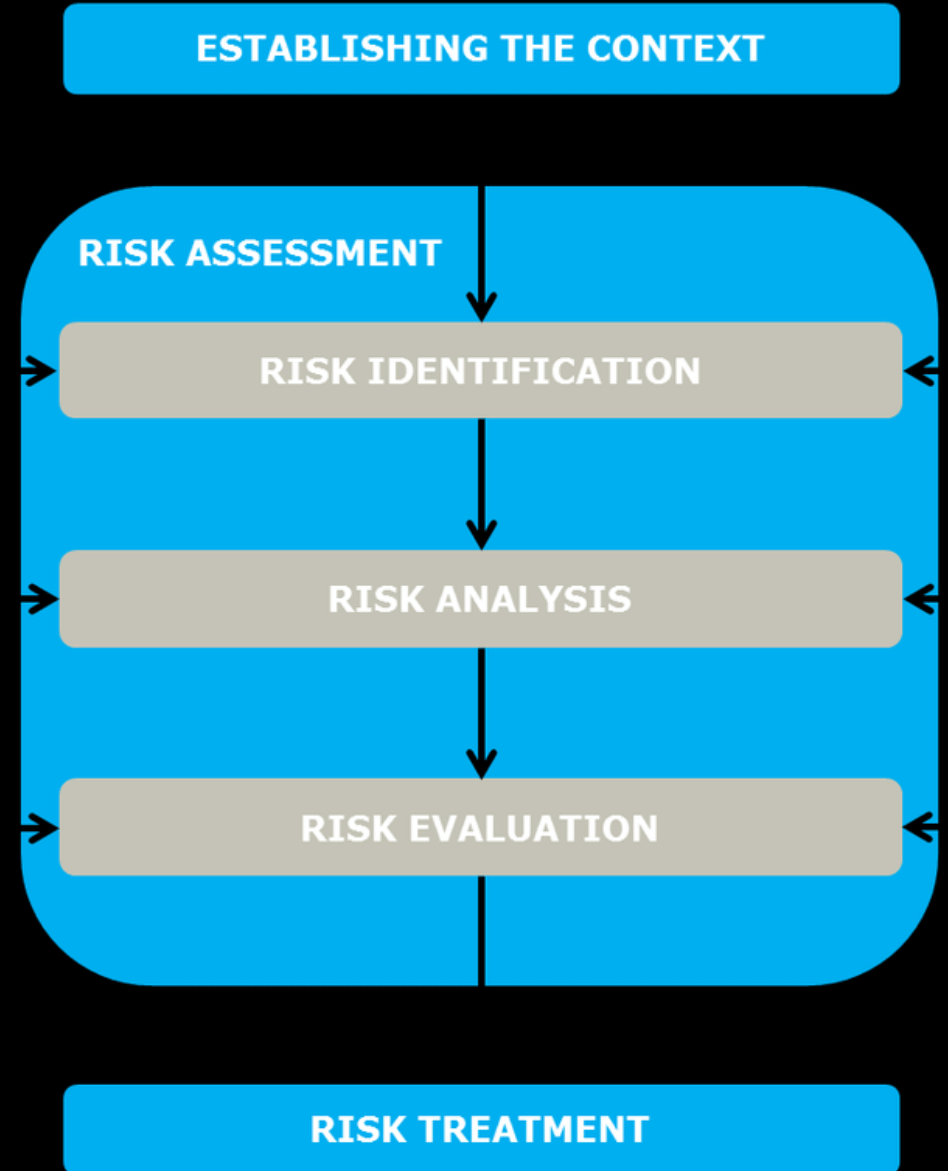 ESTABLISHING THE CONTEXT
RISK ASSESSMENT
RISK IDENTIFICATION
RISK ANALYSIS
RISK EVALUATION
RISK TREATMENT